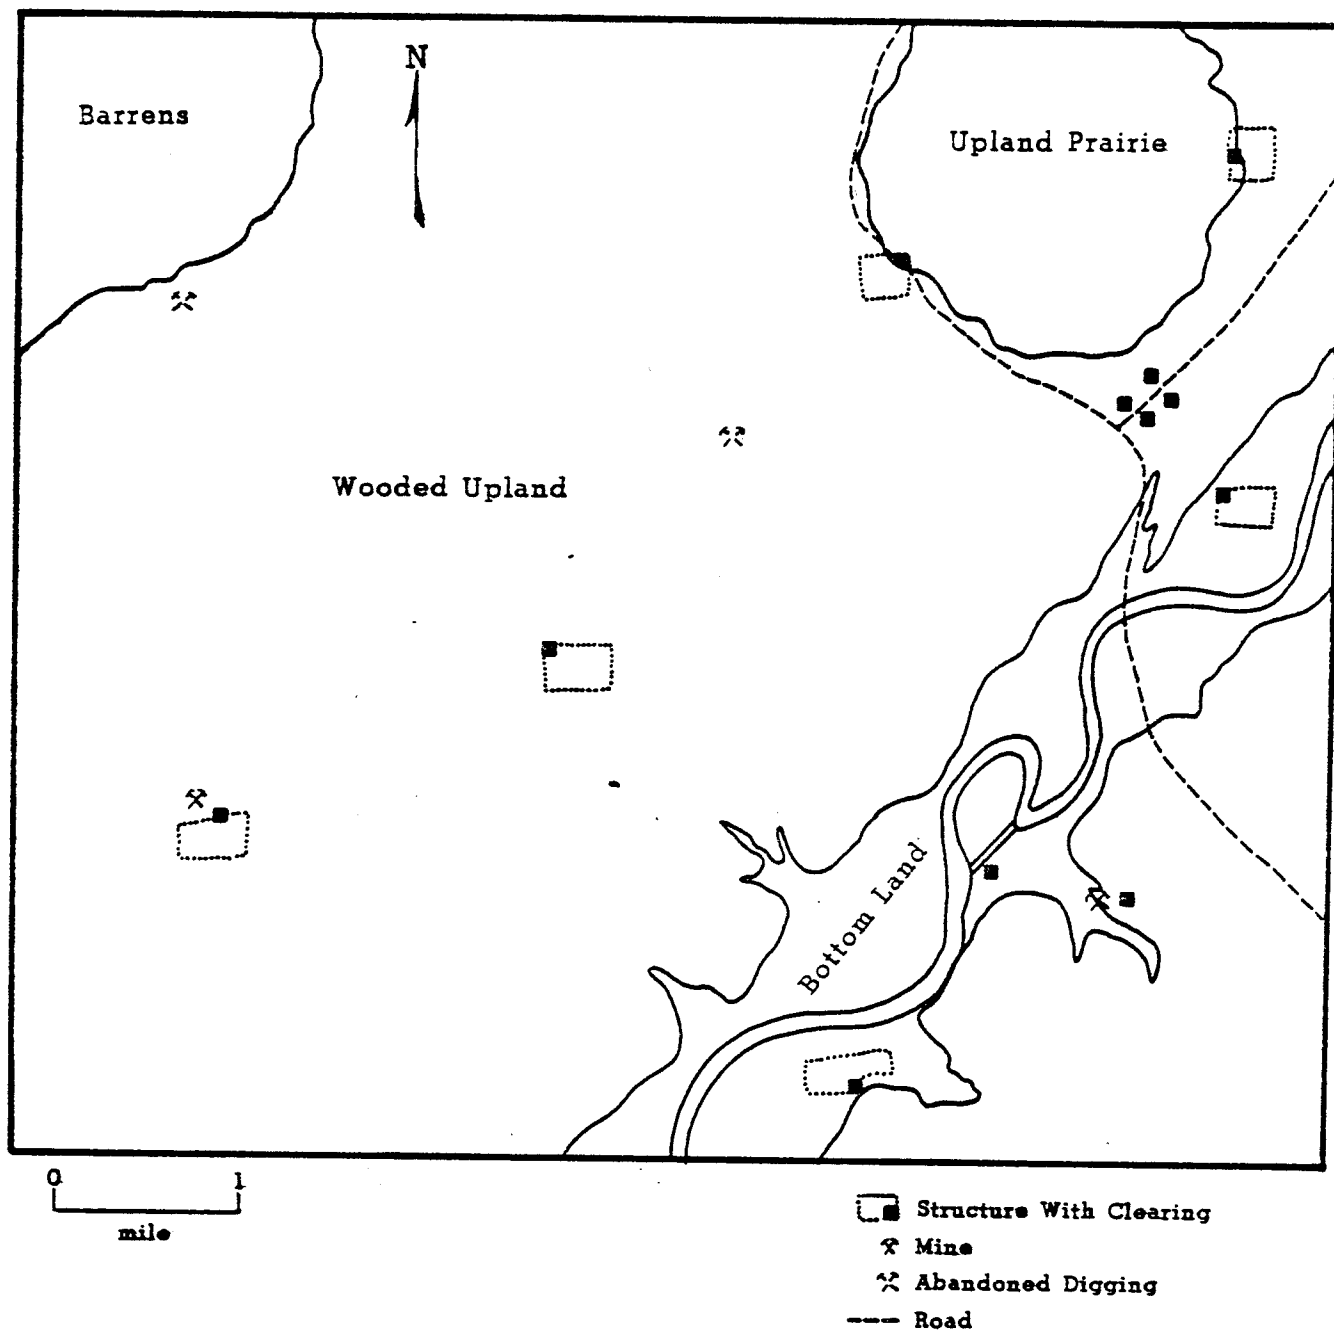 N
Barrens
Upland Prairie
Wooded Upland
Bottom Land
0 1
mile
Structure With Clearing
Mine
Abandoned Digging
Road